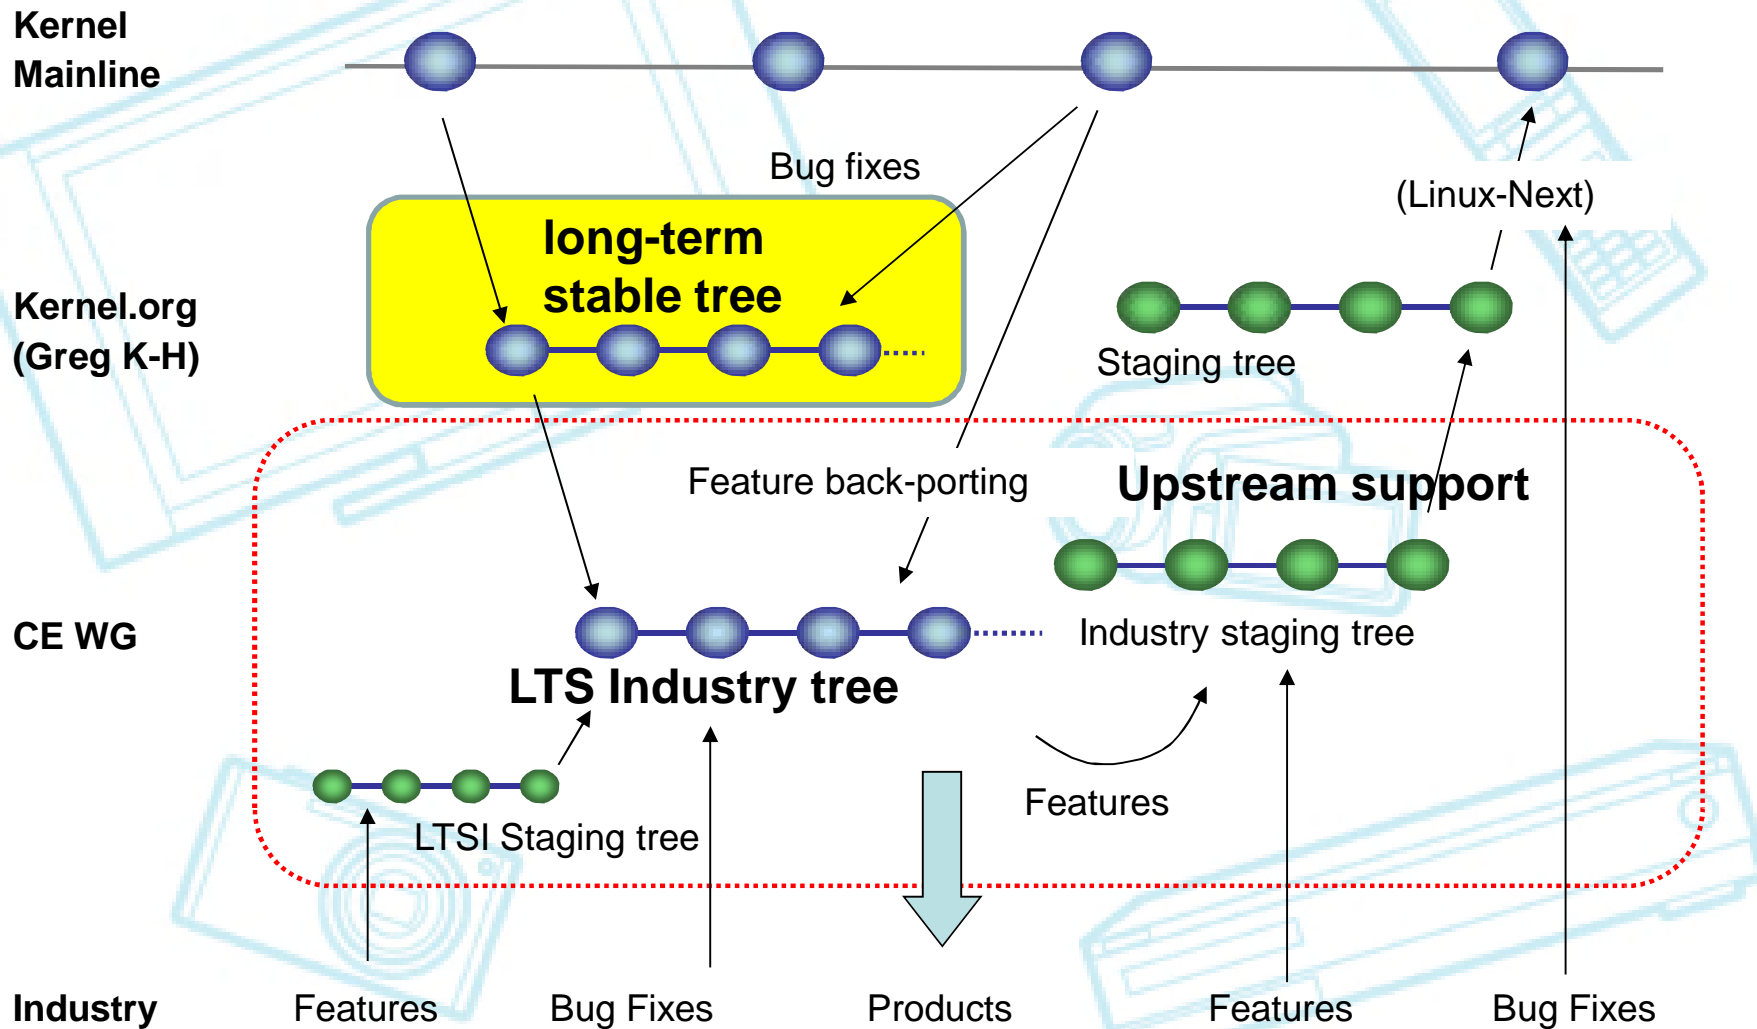 Kernel
Mainline
Bug fixes
(Linux-Next)
long-term
stable tree
Kernel.org
(Greg K-H)
Staging tree
Feature back-porting
Upstream support
CE WG
Industry staging tree
LTS Industry tree
Features
LTSI Staging tree
Industry
Features
Bug Fixes
Products
Features
Bug Fixes